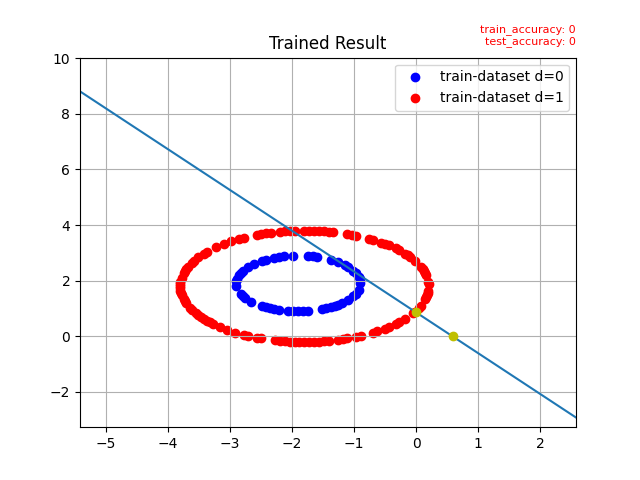 train_accuracy: 0
test_accuracy: 0
Trained Result
train-dataset d=0
train-dataset d=1
10
8
6
4
2
0
−2
−5 −4 −3 −2 −1 0 1 2